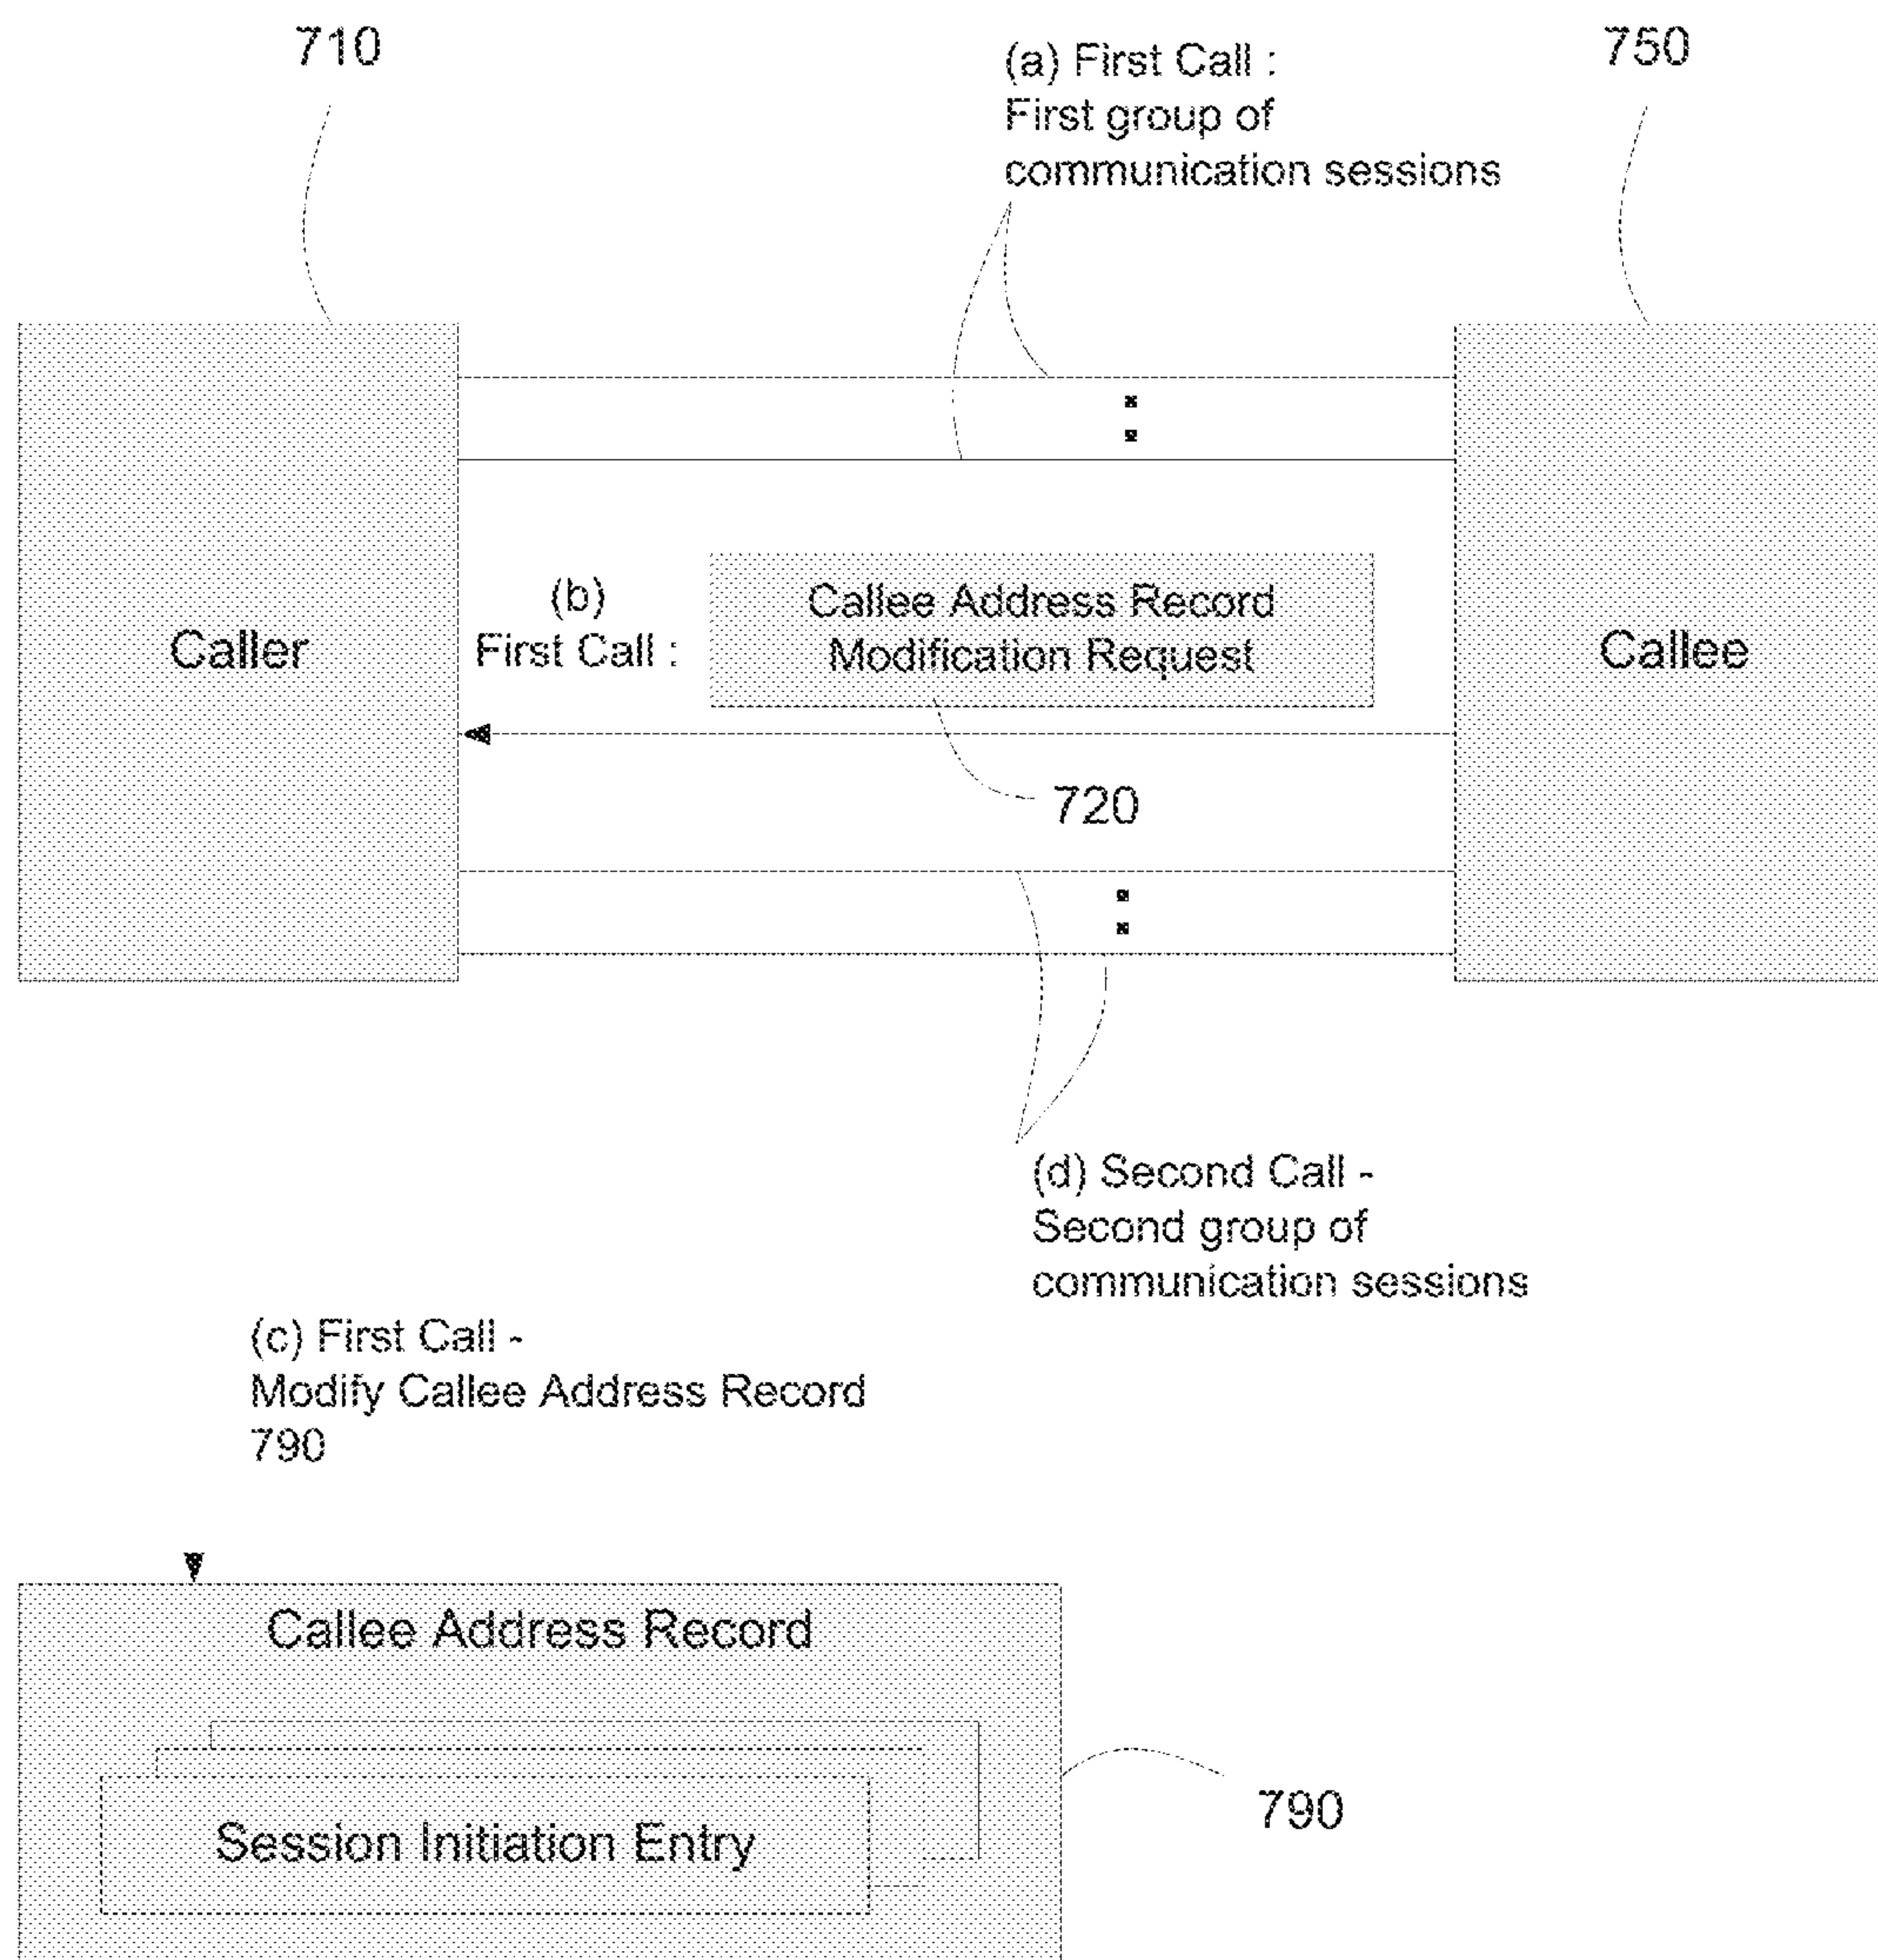 710
(a) First Call :
First group of
communication sessions
750
Caller
(b)
First Call :
Callee Address Record
Modification Request
Callee
720
(d) Second Call -
Second group of
communication sessions
(c) First Call -
Modify Callee Address Record
790
Callee Address Record
Session Initiation Entry
790